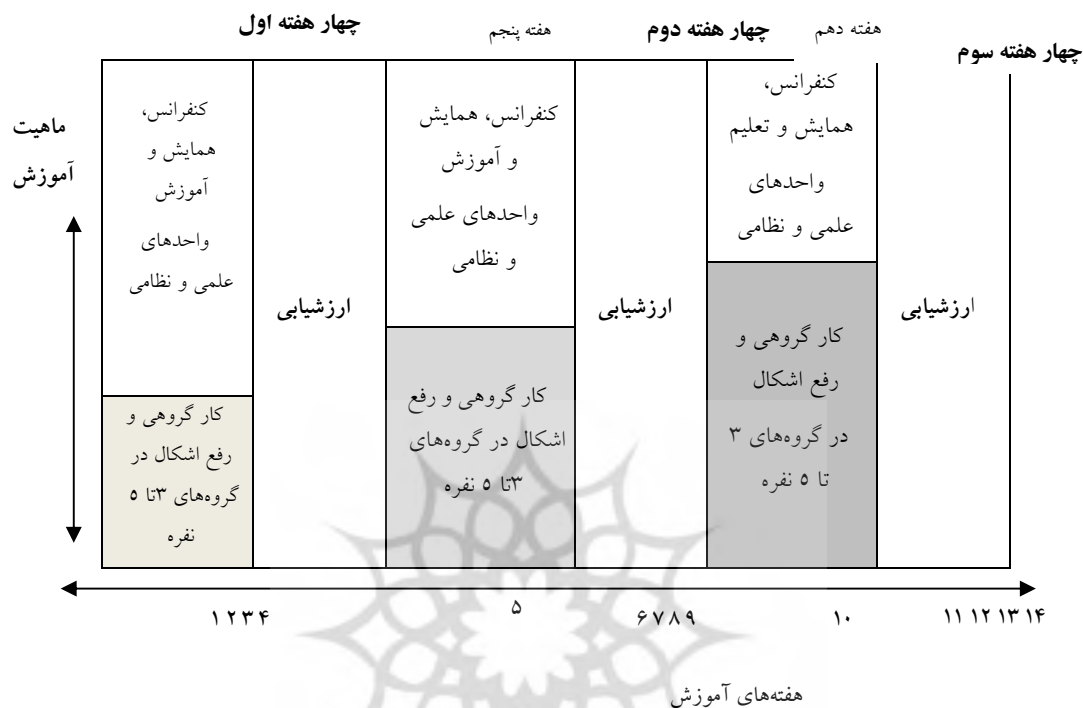 چهار هفته اول
هفته پنجم
چهار هفته دوم
هفته دهم
چهار هفته سوم
ماهیت
آموزش
کنفرانس،
همایش و
آموزش
واحدهای
علمی و نظامی
کار گروهی و
رفع اشکال در
گروه‌های ۳تا ۵
نفره
ارزشیابی
کنفرانس، همایش
و آموزش
واحدهای علمی
و نظامی
کار گروهی و رفع
اشکال در گروه‌های
۳تا ۵ نفره
ارزشیابی
کنفرانس،
همایش و تعلیم
واحدهای
علمی و نظامی
کار گروهی و
رفع اشکال
در گروه‌های ۳
تا ۵ نفره
ارزشیابی
۱ ۲ ۳ ۴
۵
۶ ۷ ۸ ۹
۱۰
۱۱ ۱۲ ۱۳ ۱۴
هفته‌های آموزش